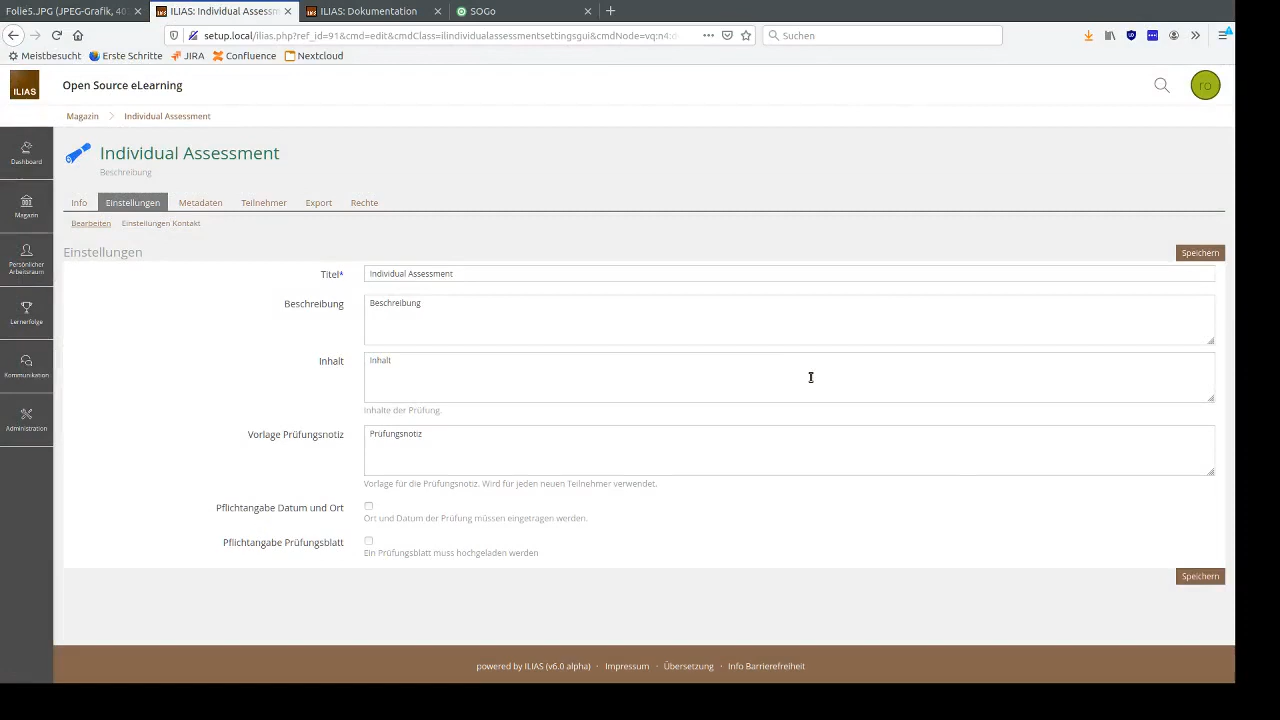 Folie5.JPG (JPEG-Grafik, 40
ILIAS: Individual Assessm
ILIAS: Dokumentation
SOGo
setup.local/ilias.php?ref_id=91&cmd=edit&cmdClass=ilindividualassessmentsettingsgui&cmdNode=vq:n4:
Suchen
Meistbesucht Erste Schritte JIRA Confluence Nextcloud
ILIAS
Open Source eLearning
ro
Magazin Individual Assessment
Dashboard
Magazin
Persönlicher
Arbeitsraum
Lernerfolge
Kommunikation
Administration
Individual Assessment
Beschreibung
Info Einstellungen Metadaten Teilnehmer Export Rechte
Bearbeiten Einstellungen Kontakt
Einstellungen
Speichern
Titel*
Individual Assessment
Beschreibung
Beschreibung
Inhalt
Inhalt
Inhalte der Prüfung.
Vorlage Prüfungsnotiz
Prüfungsnotiz
Vorlage für die Prüfungsnotiz. Wird für jeden neuen Teilnehmer verwendet.
Pflichtangabe Datum und Ort
Ort und Datum der Prüfung müssen eingetragen werden.
Pflichtangabe Prüfungsblatt
Ein Prüfungsblatt muss hochgeladen werden
Speichern
powered by ILIAS (v6.0 alpha) · Impressum · Übersetzung · Info Barrierefreiheit